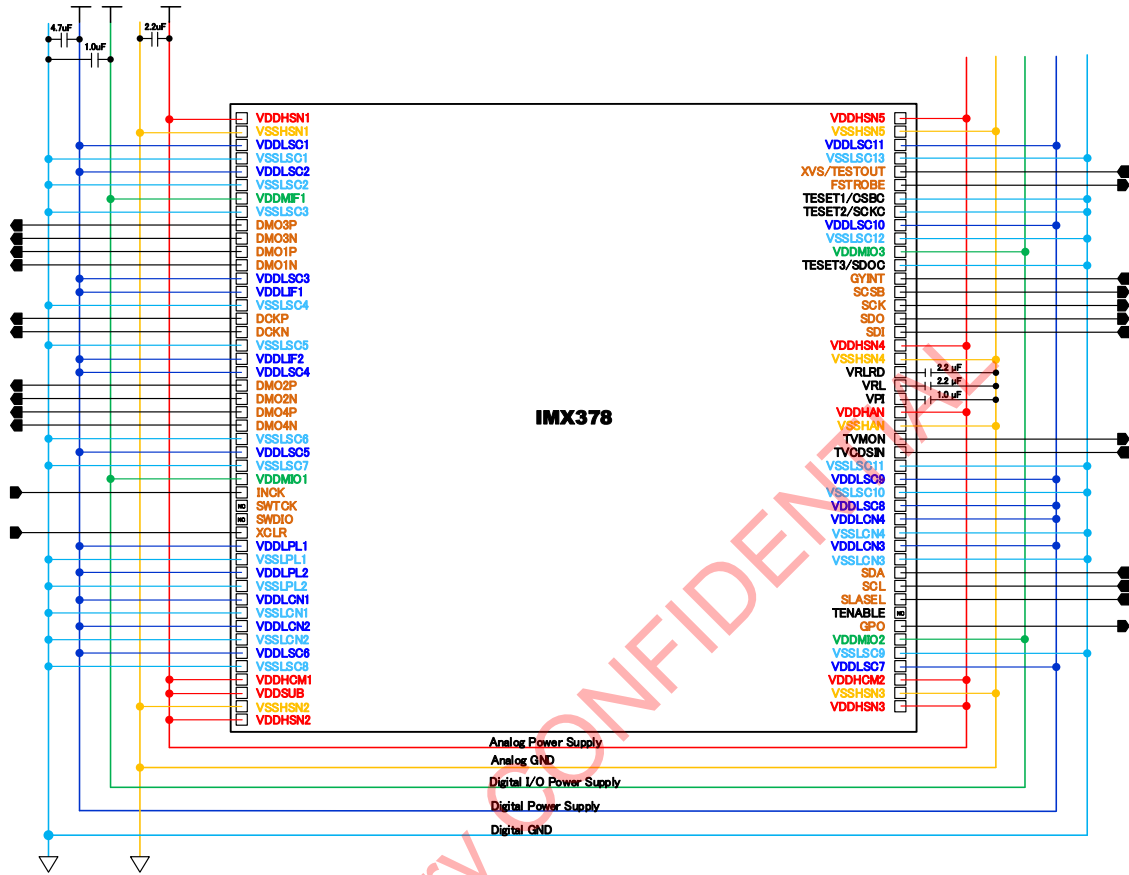 4.7uF
2.2uF
1.0uF
VDDHSN1
VSSHSN1
VDDLSC1
VSSLSC1
VDDLSC2
VSSLSC2
VDDMIF1
VSSLSC3
DMO3P
DMO3N
DMO1P
DMO1N
VDDLSC3
VDDLIF1
VSSLSC4
DCKP
DCKN
VSSLSC5
VDDLIF2
VDDLSC4
DMO2P
DMO2N
DMO4P
DMO4N
VSSLSC6
VDDLSC5
VSSLSC7
VDDMIO1
INCK
NC SWTCK
NC SWDIO
XCLR
VDDLPL1
VSSLPL1
VDDLPL2
VSSLPL2
VDDLCN1
VSSLCN1
VDDLCN2
VSSLCN2
VDDLSC6
VSSLSC8
VDDHCM1
VDDSUB
VSSHSN2
VDDHSN2
IMX378
VDDHSN5
VSSHSN5
VDDLSC11
VSSLSC13
XVS/TESTOUT
FSTROBE
TESET1/CSBC
TESET2/SCKC
VDDLSC10
VSSLSC12
VDDMIO3
TESET3/SDOC
GYINT
SCSB
SCK
SDO
SDI
VDDHSN4
VSSHSN4
VRLRD 2.2 μF
VRL 2.2 μF
VPI 1.0 μF
VDDHAN
VSSHAN
TVMON
TVCDSIN
VSSLSC11
VDDLSC9
VSSLSC10
VDDLSC8
VDDLCN4
VSSLCN4
VDDLCN3
VSSLCN3
SDA
SCL
SLASEL
TENABLE NC
GPO
VDDMIO2
VSSLSC9
VDDLSC7
VDDHCM2
VSSHSN3
VDDHSN3
Analog Power Supply
Analog GND
Digital I/O Power Supply
Digital Power Supply
Digital GND
CONFIDENTIAL